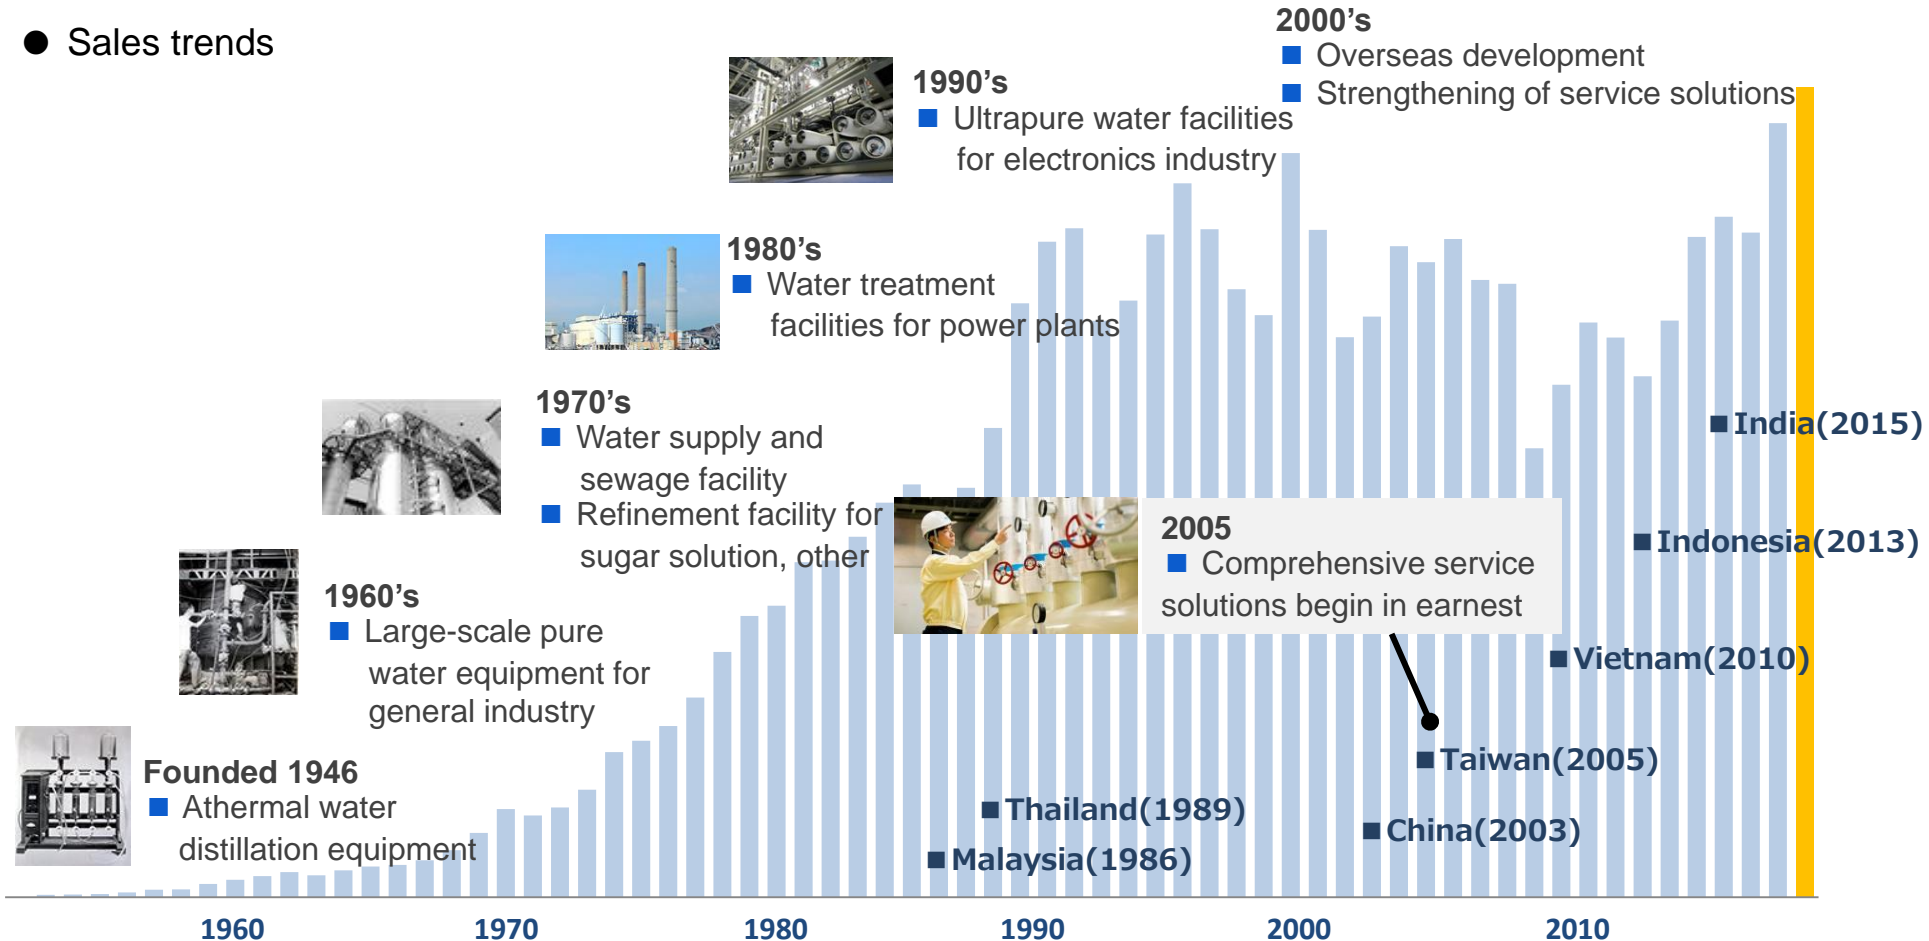 ● Sales trends
2000’s
■ Overseas development
■ Strengthening of service solutions
1990’s
■ Ultrapure water facilities
for electronics industry
1980’s
■ Water treatment
facilities for power plants
1970’s
■ Water supply and
sewage facility
■ Refinement facility for
sugar solution, other
1960’s
■ Large-scale pure
water equipment for
general industry
Founded 1946
■ Athermal water
distillation equipment
2005
■ Comprehensive service
solutions begin in earnest
■India(2015)
■Indonesia(2013)
■Vietnam(2010)
■Taiwan(2005)
■China(2003)
■Thailand(1989)
■Malaysia(1986)
1960 1970 1980 1990 2000 2010